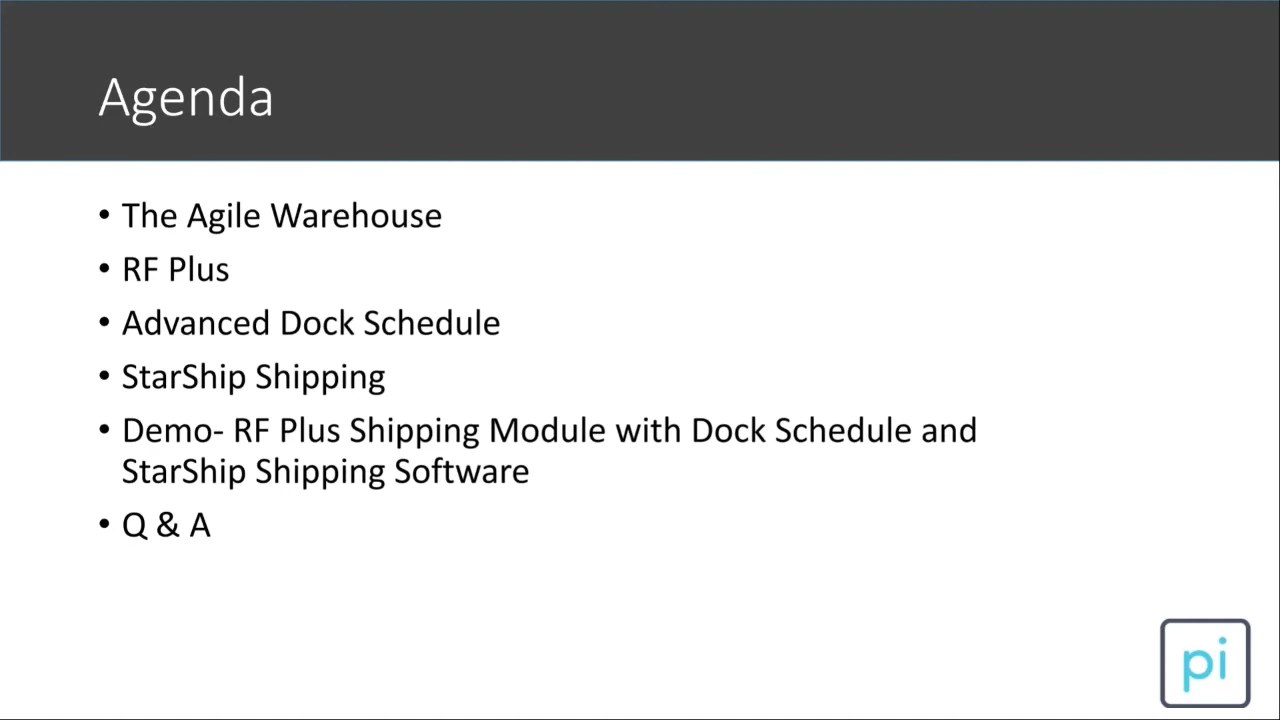 Agenda
• The Agile Warehouse
• RF Plus
• Advanced Dock Schedule
• StarShip Shipping
• Demo- RF Plus Shipping Module with Dock Schedule and
StarShip Shipping Software
• Q & A
pi